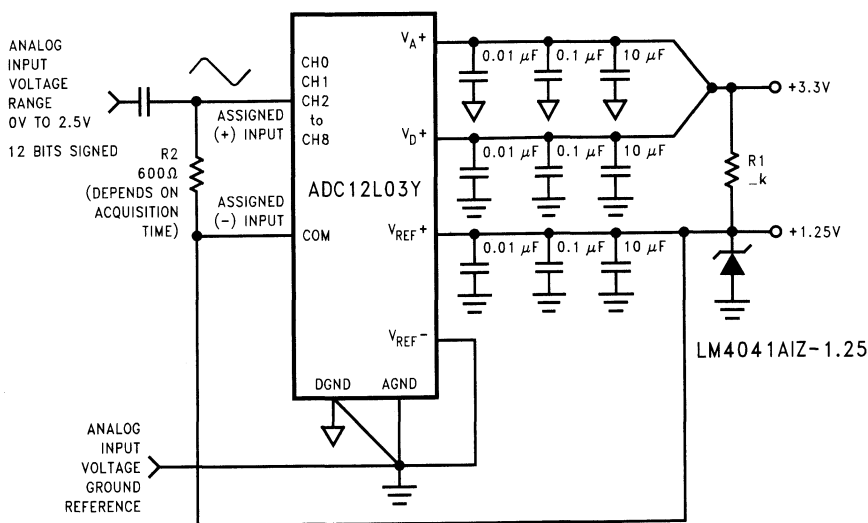 ANALOG
INPUT
VOLTAGE
RANGE
0V TO 2.5V
12 BITS SIGNED
R2
600Ω
(DEPENDS ON
ACQUISITION
TIME)
ASSIGNED
(+) INPUT
ASSIGNED
(-) INPUT
CH0
CH1
CH2
to
CH8
ADC12L03Y
COM
DGND
AGND
VA+
VD+
VREF+
VREF-
0.01 μF
0.1 μF
10 μF
0.01 μF
0.1 μF
10 μF
0.01 μF
0.1 μF
10 μF
+3.3V
R1
_k
+1.25V
LM4041AIZ-1.25
ANALOG
INPUT
VOLTAGE
GROUND
REFERENCE